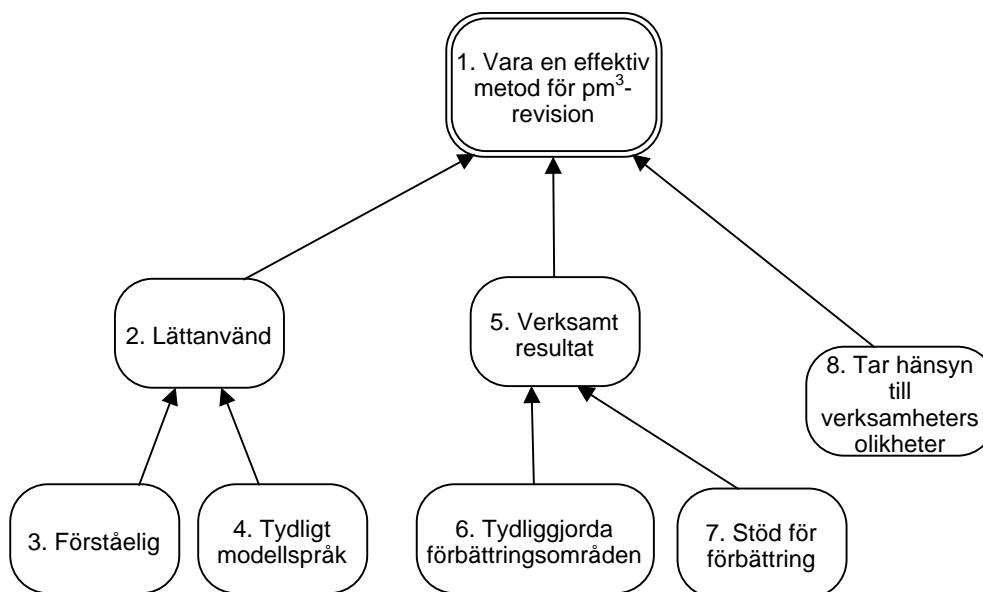 1. Vara en effektiv
metod för pm³-
revision
2. Lättanvänd
5. Verksamt
resultat
8. Tar hänsyn
till
verksamheters
olikheter
3. Förståelig
4. Tydligt
modellspråk
6. Tydliggjorda
förbättringsområden
7. Stöd för
förbättring